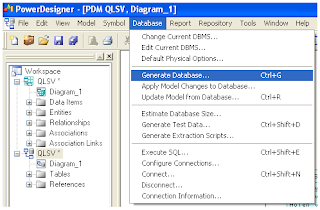 PowerDesigner - [PDM QLSV, Diagram_1]
File Edit View Model Symbol Database Report Repository Tools Window Help
Change Current DBMS...
Edit Current DBMS...
Default Physical Options...
Generate Database... Ctrl+G
Apply Model Changes to Database...
Update Model from Database... Ctrl+R
Estimate Database Size...
Generate Test Data... Ctrl+Shift+D
Generate Extraction Scripts...
Execute SQL... Ctrl+Shift+E
Configure Connections...
Connect... Ctrl+Shift+N
Disconnect...
Connection Information...
Workspace
QLSV *
Diagram_1
Data Items
Entities
Relationships
Associations
Association Links
QLSV *
Diagram_1
Tables
References